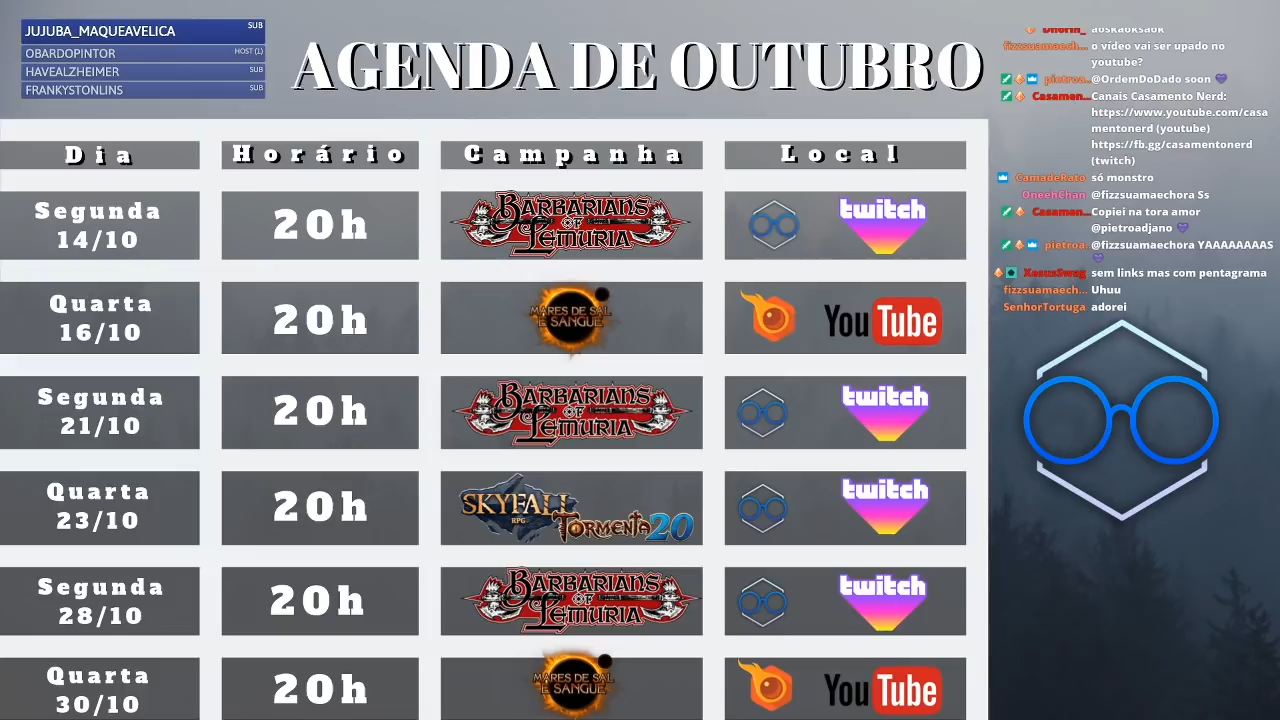 JUJUBA_MAQUEAVELICA SUB
OBARDOPINTOR HOST (1)
HAVEALZHEIMER SUB
FRANKYSTONLINS SUB
AGENDA DE OUTUBRO
Dia Horário Campanha Local
Segunda
14/10
20h
BARBARIANS
OF
LEMURIA
twitch
Quarta
16/10
20h
MARES DE SAL
E SANGUE
YouTube
Segunda
21/10
20h
BARBARIANS
OF
LEMURIA
twitch
Quarta
23/10
20h
SKYFALL
RPG
TORMENTA20
twitch
Segunda
28/10
20h
BARBARIANS
OF
LEMURIA
twitch
Quarta
30/10
20h
MARES DE SAL
E SANGUE
YouTube
aoskaoksaok
fizzsuamaech... o vídeo vai ser upado no
youtube?
pietroa... @OrdemDoDado soon 💜
Casamen... Canais Casamento Nerd:
https://www.youtube.com/casa
mentonerd (youtube)
https://fb.gg/casamentonerd
(twitch)
CamadeRato só monstro
OneehChan @fizzsuamaechora Ss
Casamen... Copiei na tora amor
@pietroadjano 💜
pietroa... @fizzsuamaechora YAAAAAAAS
💜
XesusSwag sem links mas com pentagrama
fizzsuamaech... Uhuu
SenhorTortuga adorei